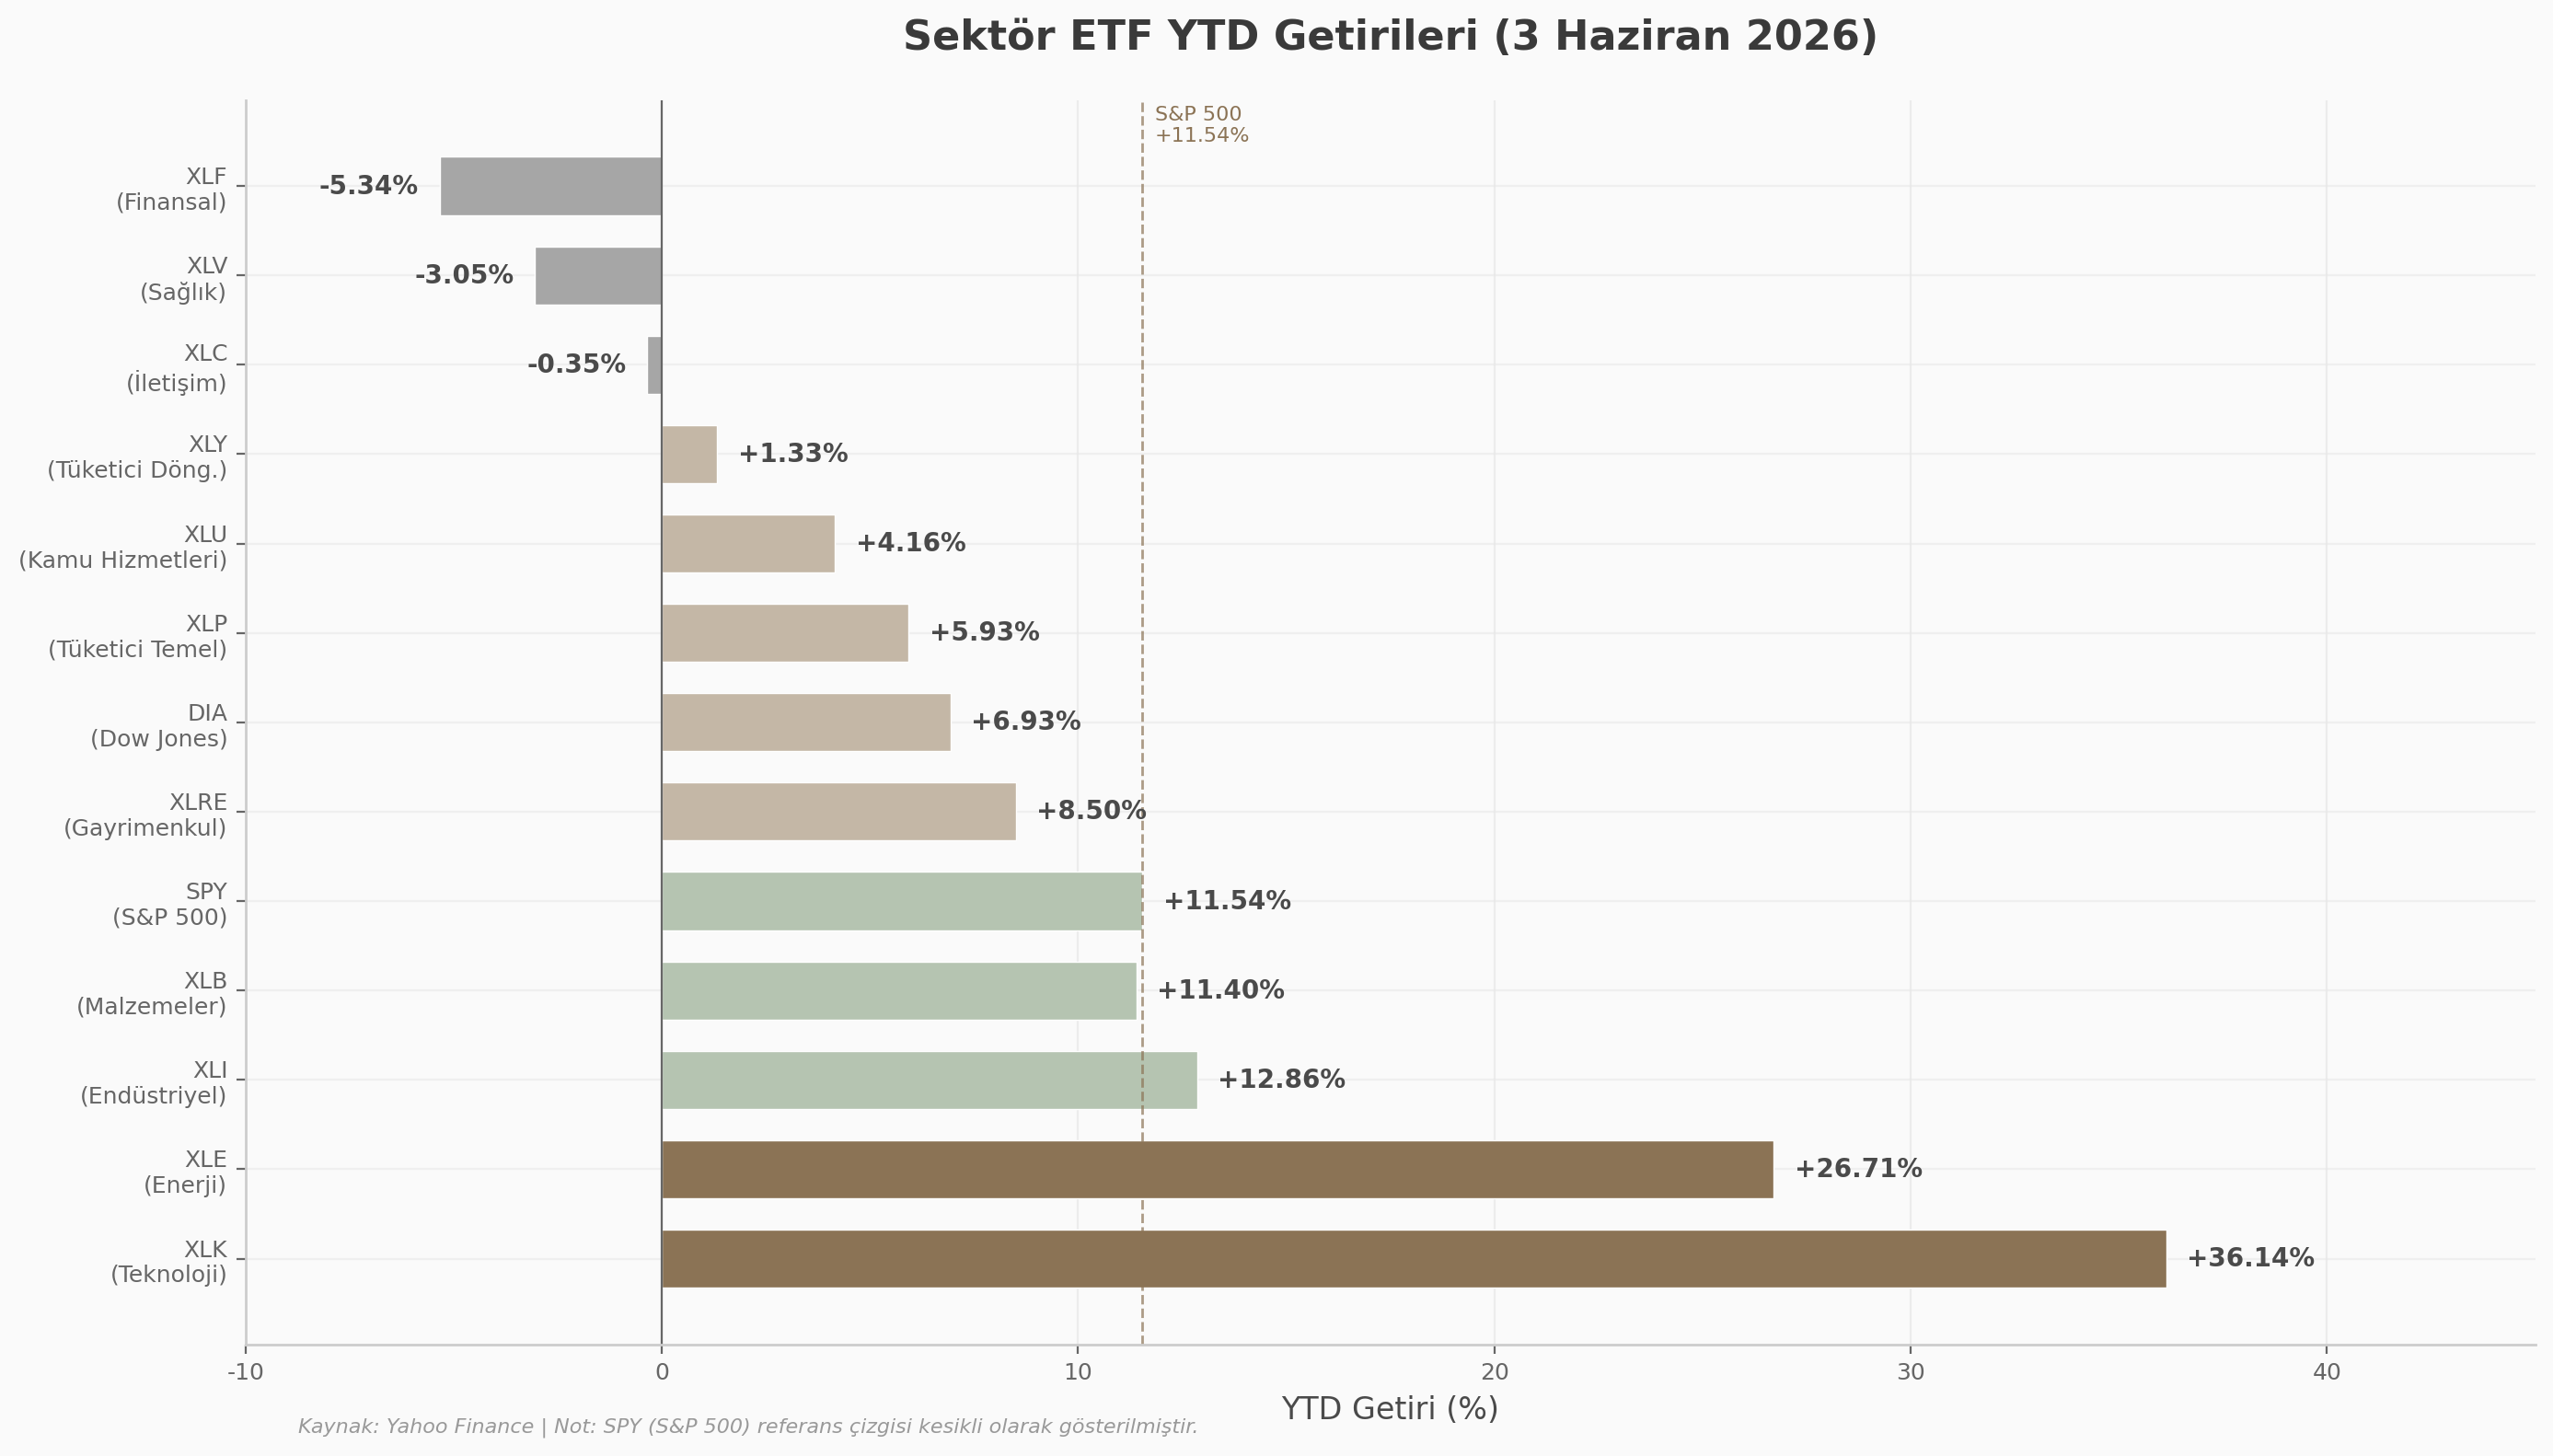 Sektör ETF YTD Getirileri (3 Haziran 2026)
S&P 500
+11.54%
XLF
(Finansal)
-5.34%
XLV
(Sağlık)
-3.05%
XLC
(İletişim)
-0.35%
XLY
(Tüketici Döng.)
+1.33%
XLU
(Kamu Hizmetleri)
+4.16%
XLP
(Tüketici Temel)
+5.93%
DIA
(Dow Jones)
+6.93%
XLRE
(Gayrimenkul)
+8.50%
SPY
(S&P 500)
+11.54%
XLB
(Malzemeler)
+11.40%
XLI
(Endüstriyel)
+12.86%
XLE
(Enerji)
+26.71%
XLK
(Teknoloji)
+36.14%
-10 0 10 20 30 40
YTD Getiri (%)
Kaynak: Yahoo Finance | Not: SPY (S&P 500) referans çizgisi kesikli olarak gösterilmiştir.